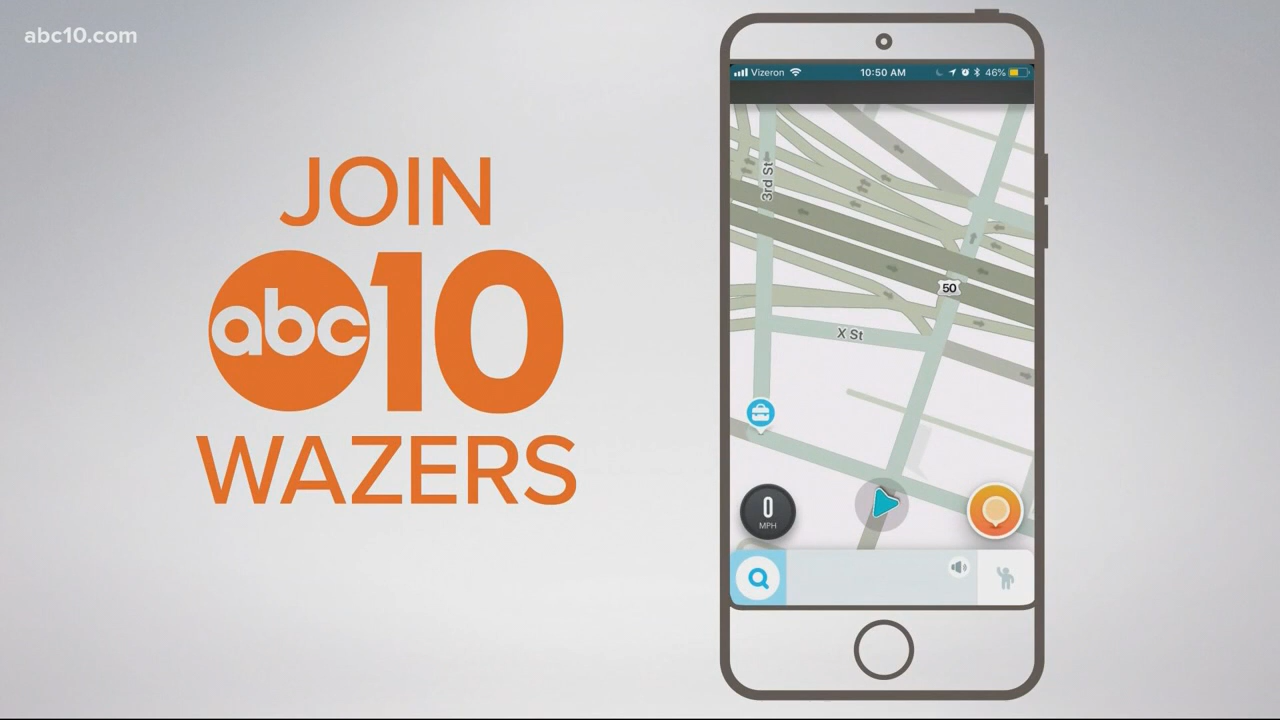 abc10.com
JOIN
abc10
WAZERS
Vizeron
10:50 AM
46%
3rd St
50
X St
0
MPH